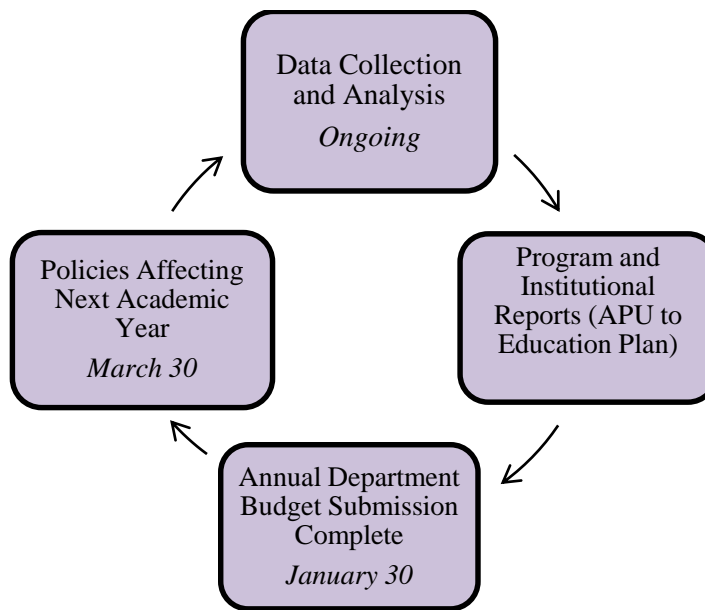 Data Collection
and Analysis
Ongoing
Program and
Institutional
Reports (APU to
Education Plan)
Annual Department
Budget Submission
Complete
January 30
Policies Affecting
Next Academic
Year
March 30